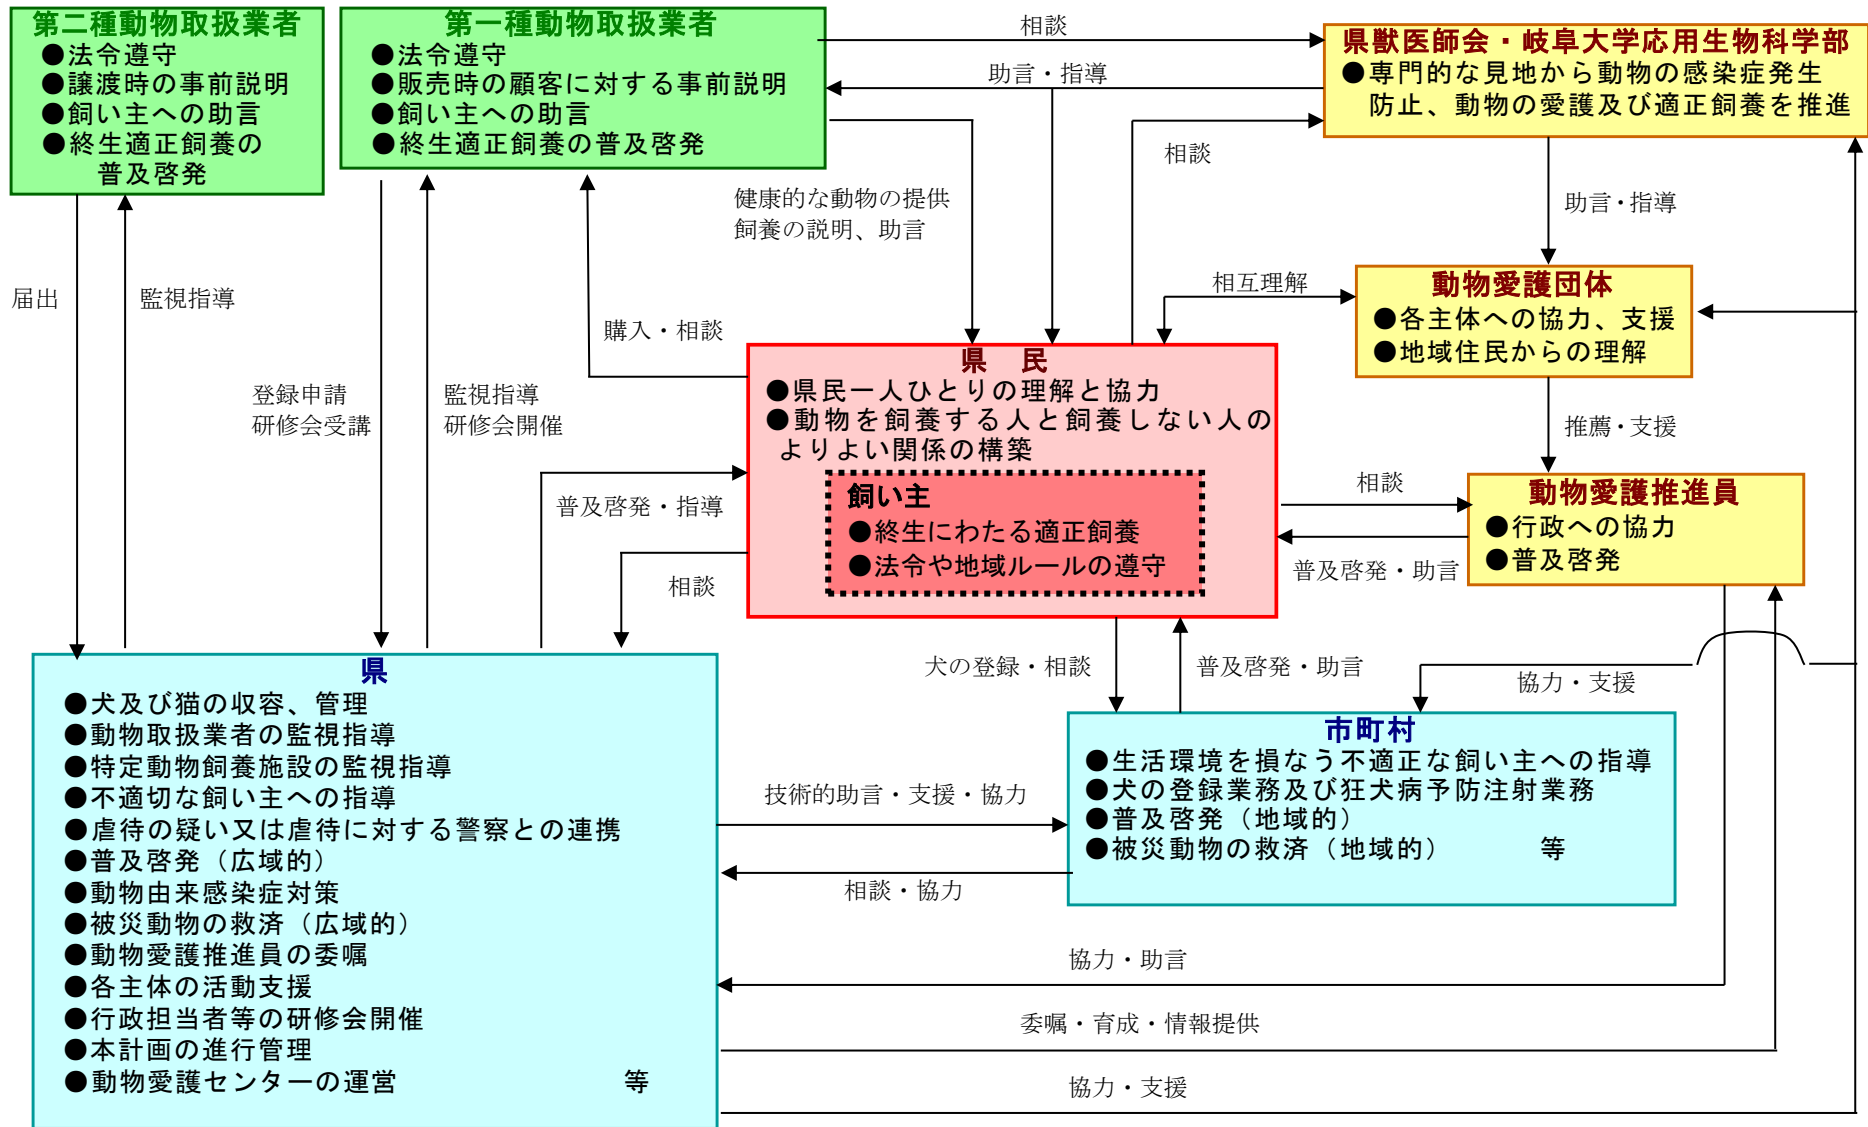 第二種動物取扱業者
●法令遵守
●譲渡時の事前説明
●飼い主への助言
●終生適正飼養の
普及啓発
第一種動物取扱業者
●法令遵守
●販売時の顧客に対する事前説明
●飼い主への助言
●終生適正飼養の普及啓発
相談
助言・指導
県獣医師会・岐阜大学応用生物科学部
●専門的な見地から動物の感染症発生
防止、動物の愛護及び適正飼養を推進
相談
健康的な動物の提供
飼養の説明、助言
助言・指導
届出
監視指導
購入・相談
相互理解
動物愛護団体
●各主体への協力、支援
●地域住民からの理解
登録申請
研修会受講
監視指導
研修会開催
県 民
●県民一人ひとりの理解と協力
●動物を飼養する人と飼養しない人の
よりよい関係の構築
飼い主
●終生にわたる適正飼養
●法令や地域ルールの遵守
推薦・支援
普及啓発・指導
相談
相談
普及啓発・助言
動物愛護推進員
●行政への協力
●普及啓発
犬の登録・相談
普及啓発・助言
協力・支援
県
●犬及び猫の収容、管理
●動物取扱業者の監視指導
●特定動物飼養施設の監視指導
●不適切な飼い主への指導
●虐待の疑い又は虐待に対する警察との連携
●普及啓発（広域的）
●動物由来感染症対策
●被災動物の救済（広域的）
●動物愛護推進員の委嘱
●各主体の活動支援
●行政担当者等の研修会開催
●本計画の進行管理
●動物愛護センターの運営 等
技術的助言・支援・協力
相談・協力
市町村
●生活環境を損なう不適正な飼い主への指導
●犬の登録業務及び狂犬病予防注射業務
●普及啓発（地域的）
●被災動物の救済（地域的） 等
協力・助言
委嘱・育成・情報提供
協力・支援